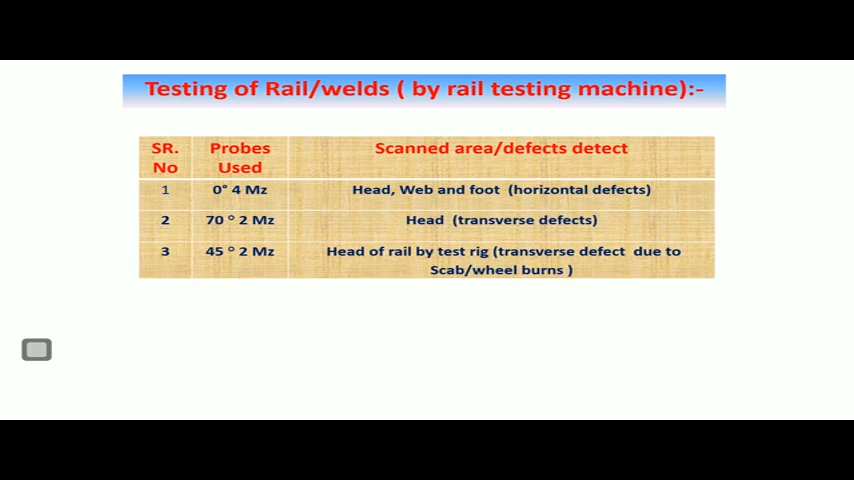 Testing of Rail/welds ( by rail testing machine):-
SR. No Probes Used Scanned area/defects detect
1 0° 4 Mz Head, Web and foot (horizontal defects)
2 70 ° 2 Mz Head (transverse defects)
3 45 ° 2 Mz Head of rail by test rig (transverse defect due to
Scab/wheel burns )